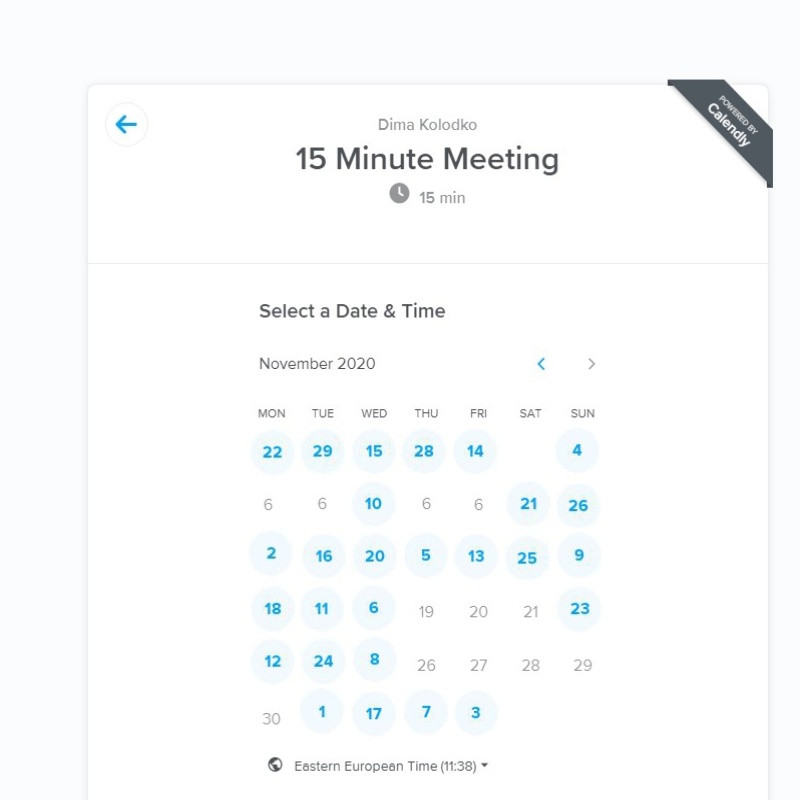 POWERED BY
Calendly
Dima Kolodko
15 Minute Meeting
15 min
Select a Date & Time
November 2020
MON TUE WED THU FRI SAT SUN
22 29 15 28 14 4
6 6 10 6 6 21 26
2 16 20 5 13 25 9
18 11 6 19 20 21 23
12 24 8 26 27 28 29
30 1 17 7 3
Eastern European Time (11:38)